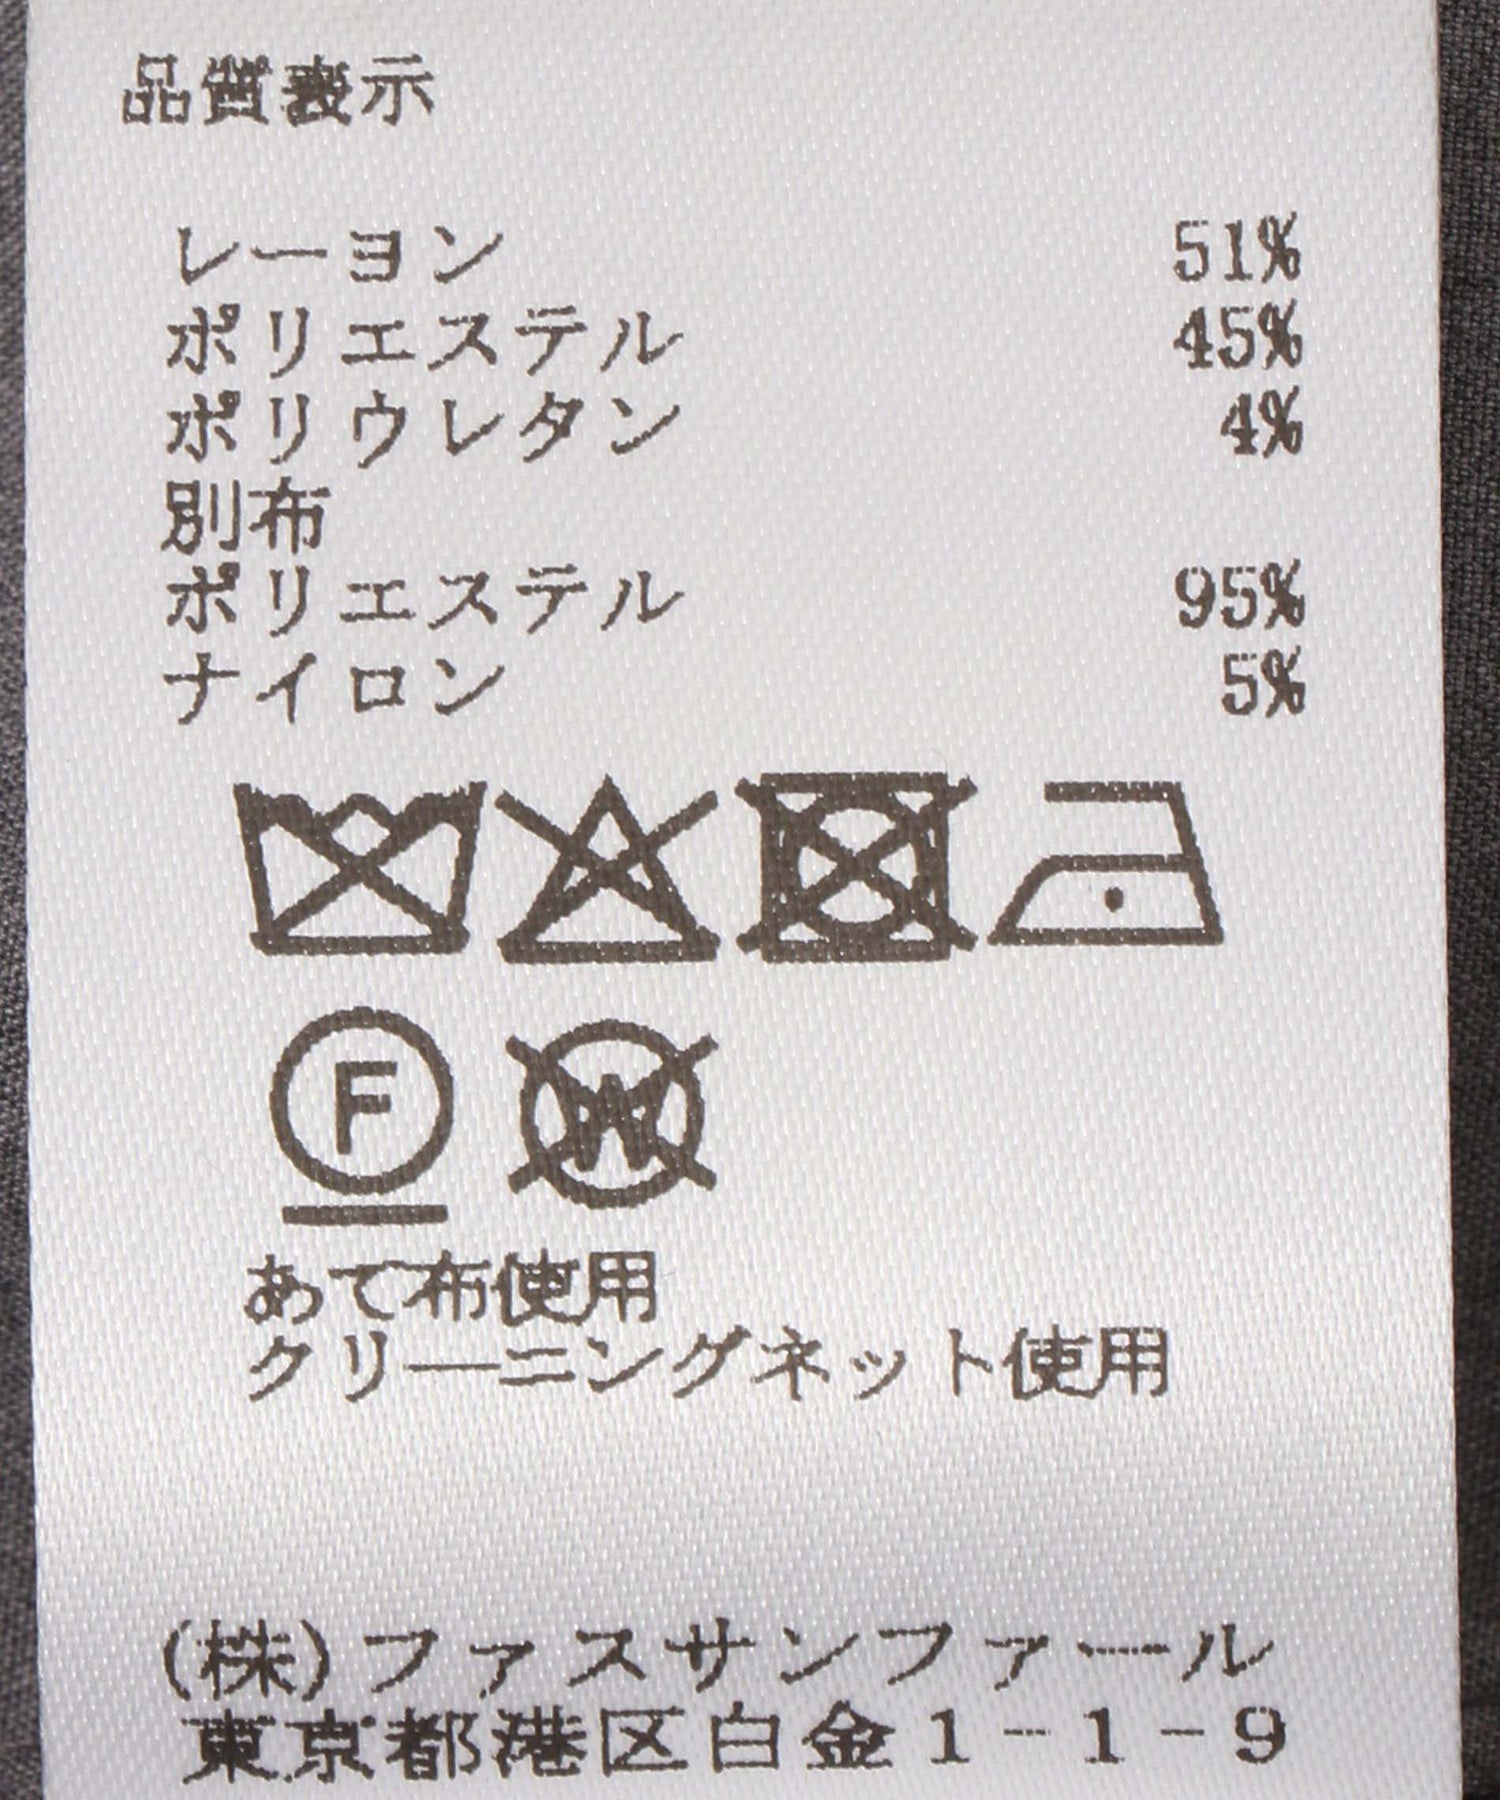 品質表示
レーヨン 51%
ポリエステル 45%
ポリウレタン 4%
別布
ポリエステル 95%
ナイロン 5%
F W
あて布使用
クリーニングネット使用
(株)ファスサンファール
東京都港区白金1-1-9